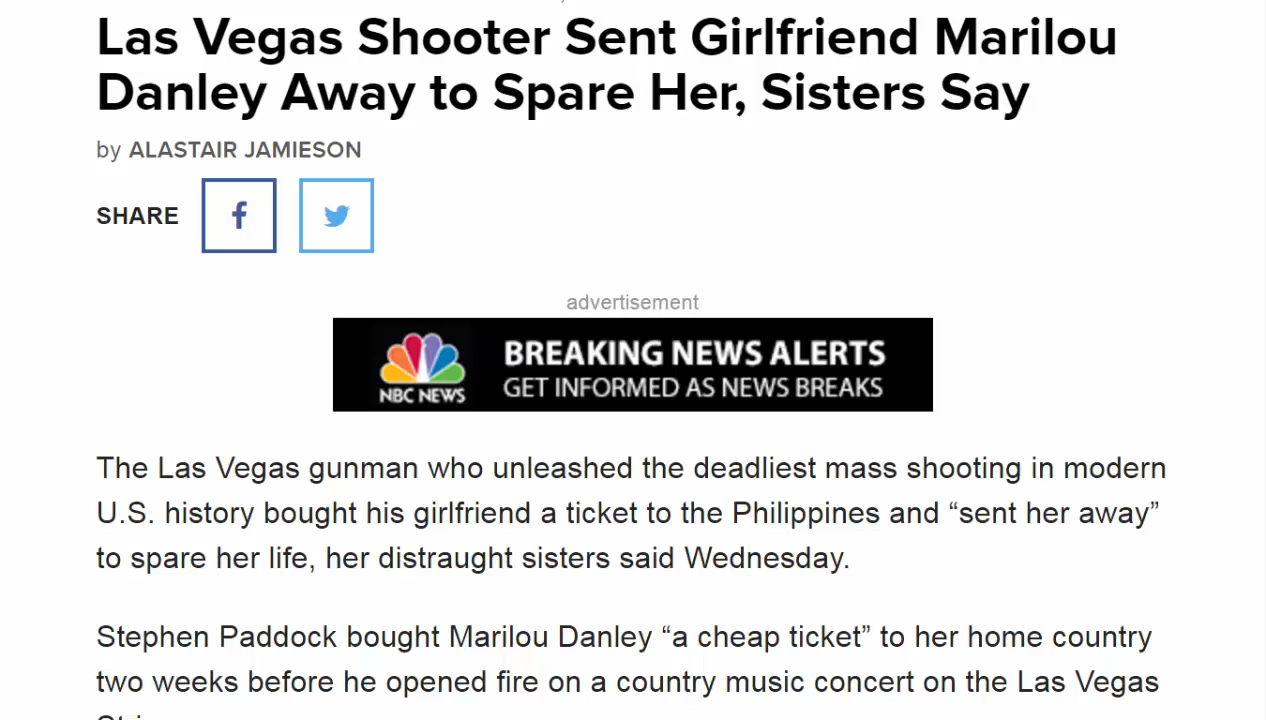 Las Vegas Shooter Sent Girlfriend Marilou
Danley Away to Spare Her, Sisters Say
by ALASTAIR JAMIESON
SHARE
advertisement
BREAKING NEWS ALERTS
NBC NEWS GET INFORMED AS NEWS BREAKS
The Las Vegas gunman who unleashed the deadliest mass shooting in modern
U.S. history bought his girlfriend a ticket to the Philippines and “sent her away”
to spare her life, her distraught sisters said Wednesday.
Stephen Paddock bought Marilou Danley “a cheap ticket” to her home country
two weeks before he opened fire on a country music concert on the Las Vegas